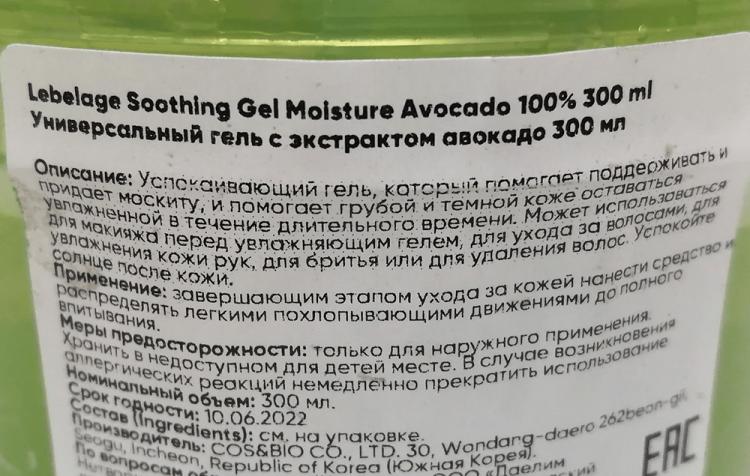 Lebelage Soothing Gel Moisture Avocado 100% 300 ml
Универсальный гель с экстрактом авокадо 300 мл
Описание: Успокаивающий гель, который помогает поддерживать и
придает москиту, и помогает грубой и темной коже оставаться
увлажненной в течение длительного времени. Может использоваться
для макияжа перед увлажняющим гелем, для ухода за волосами, для
увлажнения кожи рук, для бритья или для удаления волос. Успокойте
солнце после кожи.
Применение: завершающим этапом ухода за кожей нанести средство и
распределять легкими похлопывающими движениями до полного
впитывания.
Меры предосторожности: только для наружного применения.
Хранить в недоступном для детей месте. В случае возникновения
аллергических реакций немедленно прекратить использование
Номинальный объем: 300 мл.
Срок годности: 10.06.2022
Состав (Ingredients): см. на упаковке.
Производитель: COS&BIO CO., LTD. 30, Wondang-daero 262beon-gil,
Seogu, Incheon, Republic of Korea (Южная Корея).
По вопросам ООО "Даелим
EAC